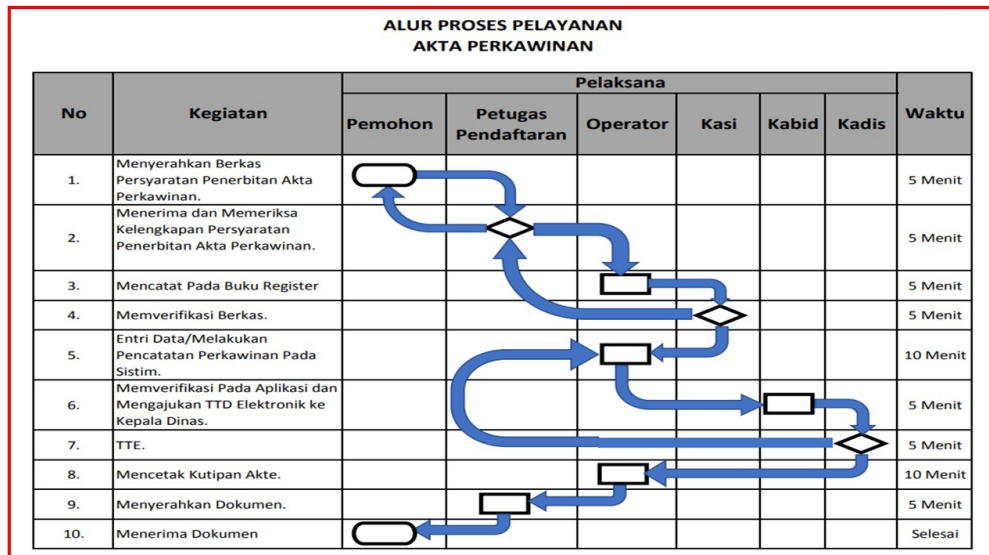 ALUR PROSES PELAYANAN
AKTA PERKAWINAN
No
Kegiatan
Pelaksana
Waktu
Pemohon
Petugas
Pendaftaran
Operator
Kasi
Kabid
Kadis
1.
Menyerahkan Berkas
Persyaratan Penerbitan Akta
Perkawinan.
5 Menit
2.
Menerima dan Memeriksa
Kelengkapan Persyaratan
Penerbitan Akta Perkawinan.
5 Menit
3.
Mencatat Pada Buku Register
5 Menit
4.
Memverifikasi Berkas.
5 Menit
5.
Entri Data/Melakukan
Pencatatan Perkawinan Pada
Sistim.
10 Menit
6.
Memverifikasi Pada Aplikasi dan
Mengajukan TTD Elektronik ke
Kepala Dinas.
5 Menit
7.
TTE.
5 Menit
8.
Mencetak Kutipan Akte.
10 Menit
9.
Menyerahkan Dokumen.
5 Menit
10.
Menerima Dokumen
Selesai